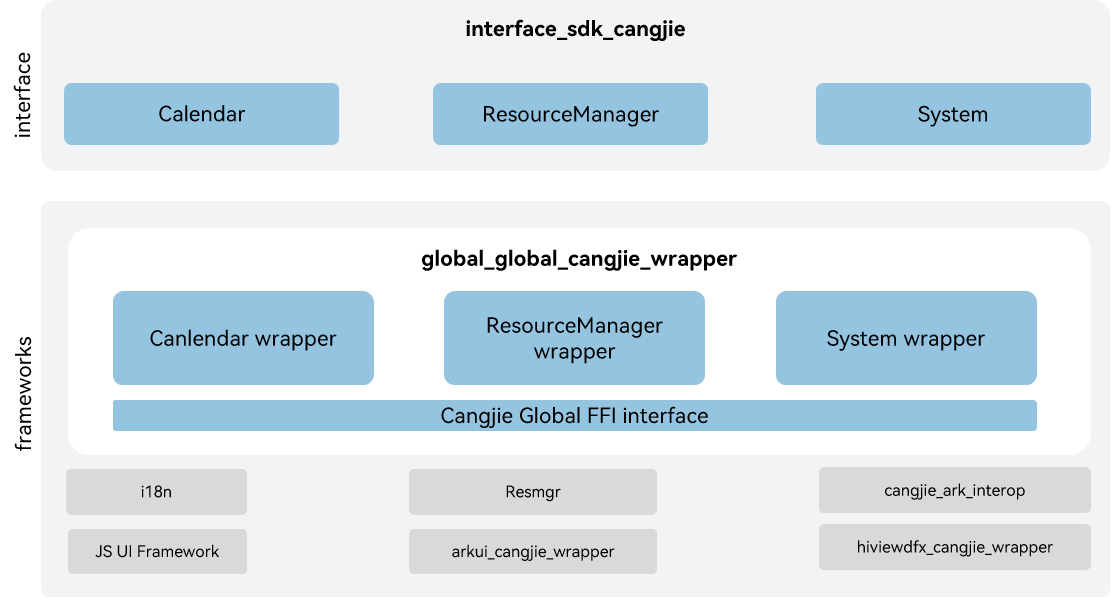 interface_sdk_cangjie
interface
Calendar
ResourceManager
System
frameworks
global_global_cangjie_wrapper
Canlendar wrapper
ResourceManager
wrapper
System wrapper
Cangjie Global FFI interface
i18n
Resmgr
cangjie_ark_interop
JS UI Framework
arkui_cangjie_wrapper
hiviewdfx_cangjie_wrapper